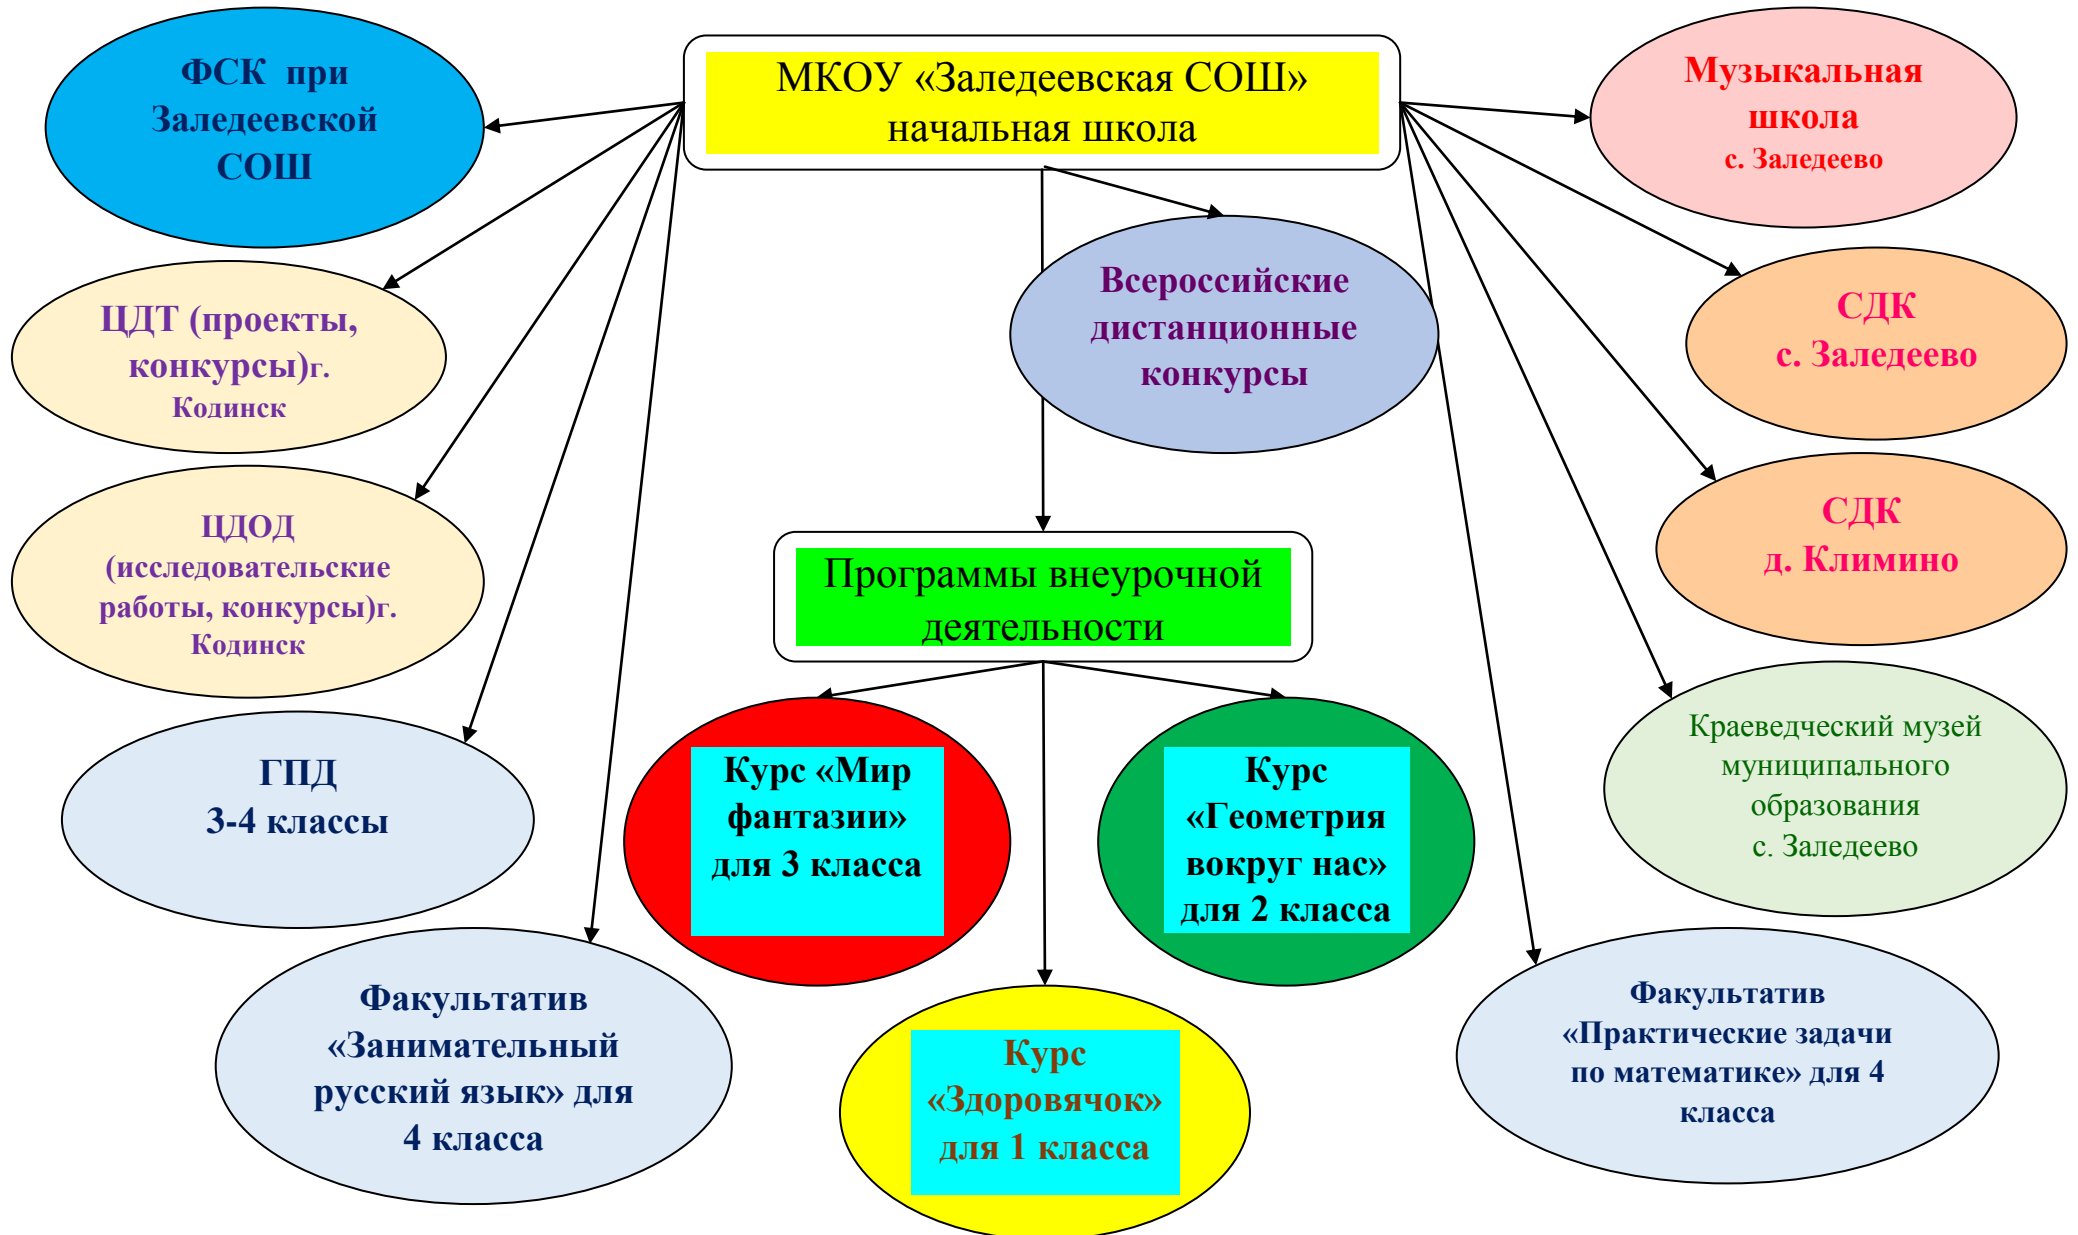 МКОУ «Заледеевская СОШ»
начальная школа
ФСК при
Заледеевской
СОШ
Музыкальная
школа
с. Заледеево
ЦДТ (проекты,
конкурсы)г.
Кодинск
Всероссийские
дистанционные
конкурсы
СДК
с. Заледеево
ЦДОД
(исследовательские
работы, конкурсы)г.
Кодинск
СДК
д. Климино
Программы внеурочной
деятельности
ГПД
3-4 классы
Курс «Мир
фантазии»
для 3 класса
Курс
«Геометрия
вокруг нас»
для 2 класса
Краеведческий музей
муниципального
образования
с. Заледеево
Факультатив
«Занимательный
русский язык» для
4 класса
Курс
«Здоровячок»
для 1 класса
Факультатив
«Практические задачи
по математике» для 4
класса